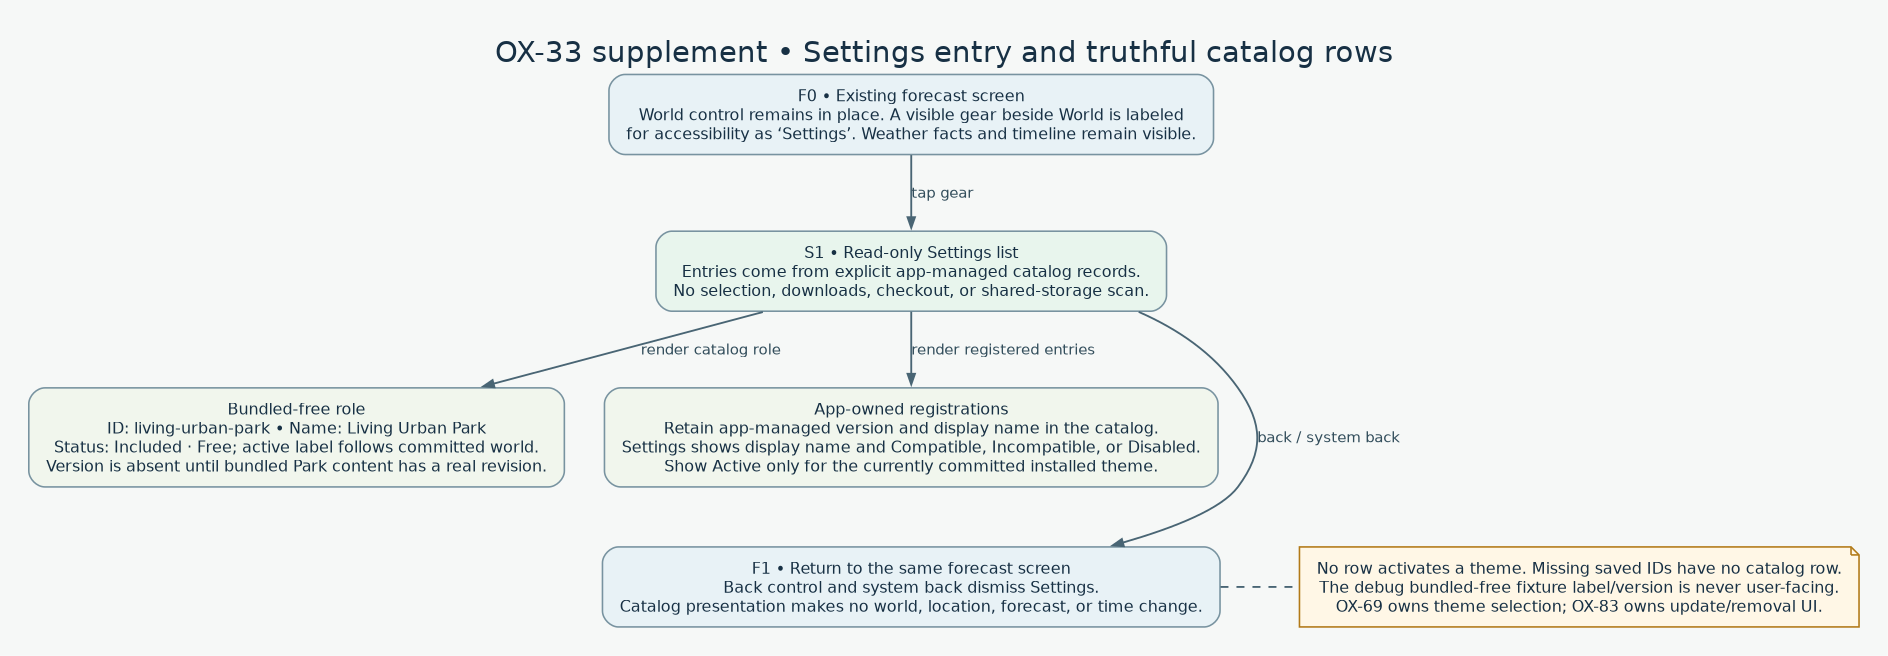 OX-33 supplement • Settings entry and truthful catalog rows
F0 • Existing forecast screen
World control remains in place. A visible gear beside World is labeled
for accessibility as ‘Settings’. Weather facts and timeline remain visible.
tap gear
S1 • Read-only Settings list
Entries come from explicit app-managed catalog records.
No selection, downloads, checkout, or shared-storage scan.
render catalog role
render registered entries
Bundled-free role
ID: living-urban-park • Name: Living Urban Park
Status: Included · Free; active label follows committed world.
Version is absent until bundled Park content has a real revision.
App-owned registrations
Retain app-managed version and display name in the catalog.
Settings shows display name and Compatible, Incompatible, or Disabled.
Show Active only for the currently committed installed theme.
back / system back
F1 • Return to the same forecast screen
Back control and system back dismiss Settings.
Catalog presentation makes no world, location, forecast, or time change.
No row activates a theme. Missing saved IDs have no catalog row.
The debug bundled-free fixture label/version is never user-facing.
OX-69 owns theme selection; OX-83 owns update/removal UI.